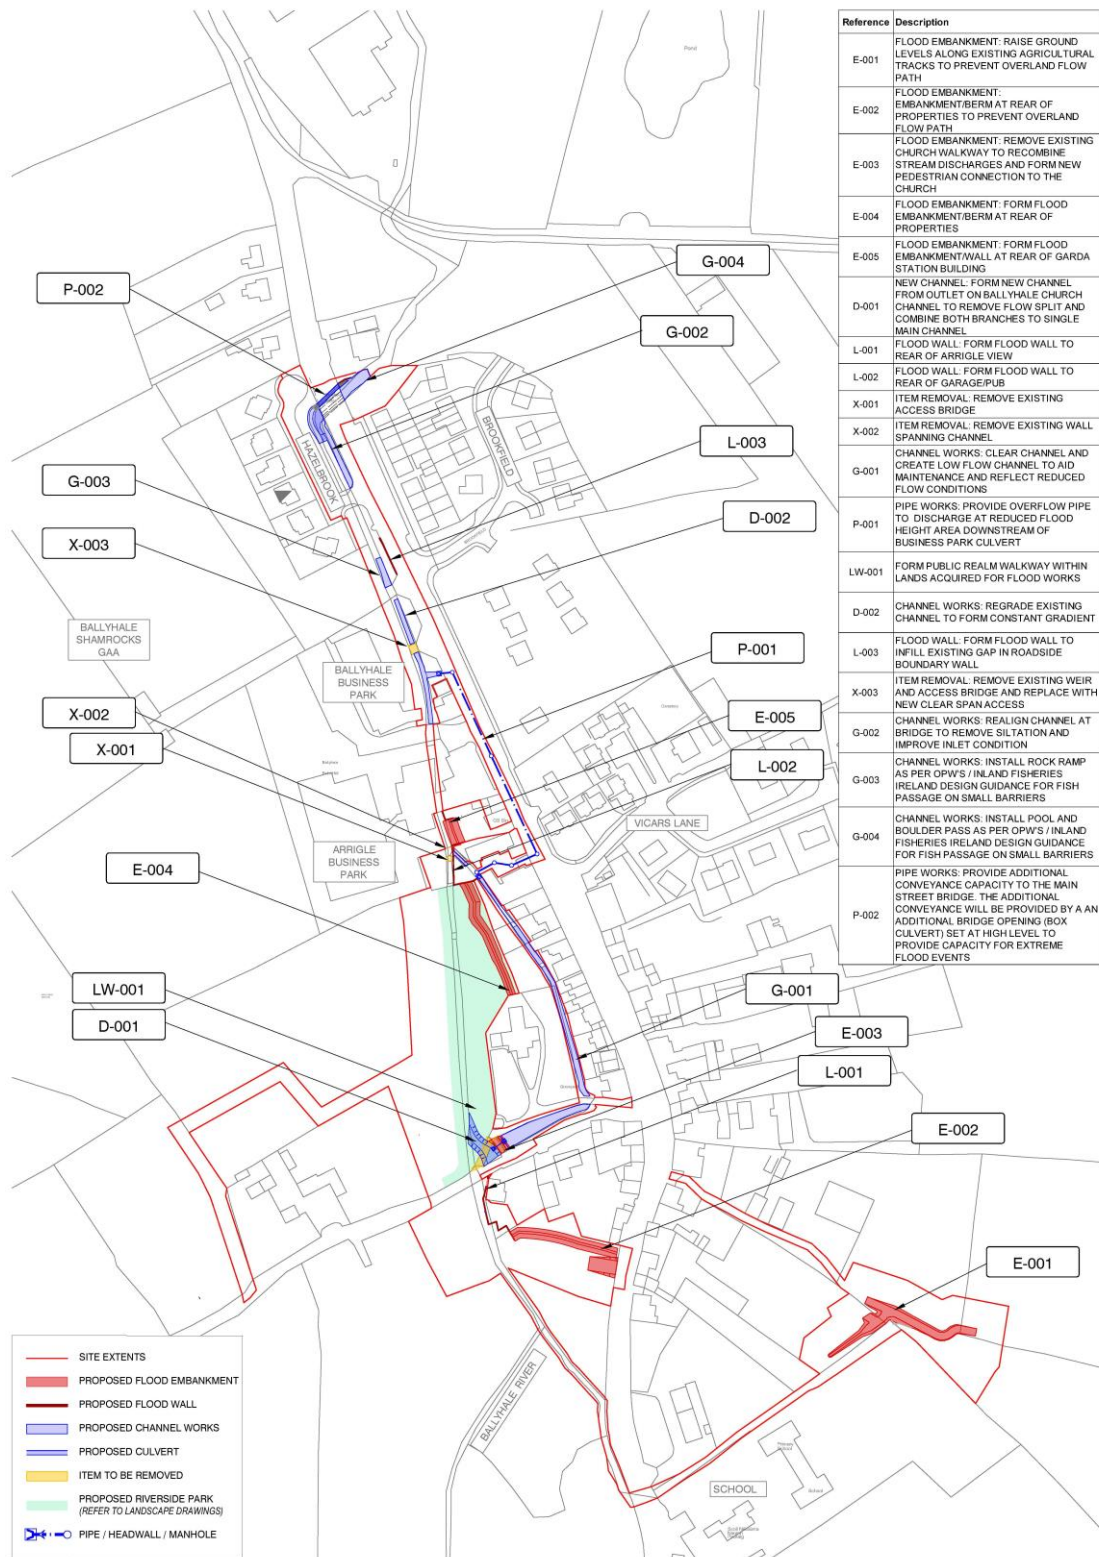 Reference Description
E-001
FLOOD EMBANKMENT: RAISE GROUND
LEVELS ALONG EXISTING AGRICULTURAL
TRACKS TO PREVENT OVERLAND FLOW
PATH
E-002
FLOOD EMBANKMENT:
EMBANKMENT/BERM AT REAR OF
PROPERTIES TO PREVENT OVERLAND
FLOW PATH
E-003
FLOOD EMBANKMENT: REMOVE EXISTING
CHURCH WALKWAY TO RECOMBINE
STREAM DISCHARGES AND FORM NEW
PEDESTRIAN CONNECTION TO THE
CHURCH
E-004
FLOOD EMBANKMENT: FORM FLOOD
EMBANKMENT/BERM AT REAR OF
PROPERTIES
E-005
FLOOD EMBANKMENT: FORM FLOOD
EMBANKMENT/WALL AT REAR OF GARDA
STATION BUILDING
D-001
NEW CHANNEL: FORM NEW CHANNEL
FROM OUTLET ON BALLYHALE CHURCH
CHANNEL TO REMOVE FLOW SPLIT AND
COMBINE BOTH BRANCHES TO SINGLE
MAIN CHANNEL
L-001
FLOOD WALL: FORM FLOOD WALL TO
REAR OF ARRIGLE VIEW
L-002
FLOOD WALL: FORM FLOOD WALL TO
REAR OF GARAGE/PUB
X-001
ITEM REMOVAL: REMOVE EXISTING
ACCESS BRIDGE
X-002
ITEM REMOVAL: REMOVE EXISTING WALL
SPANNING CHANNEL
G-001
CHANNEL WORKS: CLEAR CHANNEL AND
CREATE LOW FLOW CHANNEL TO AID
MAINTENANCE AND REFLECT REDUCED
FLOW CONDITIONS
P-001
PIPE WORKS: PROVIDE OVERFLOW PIPE
TO DISCHARGE AT REDUCED FLOOD
HEIGHT AREA DOWNSTREAM OF
BUSINESS PARK CULVERT
LW-001
FORM PUBLIC REALM WALKWAY WITHIN
LANDS ACQUIRED FOR FLOOD WORKS
D-002
CHANNEL WORKS: REGRADE EXISTING
CHANNEL TO FORM CONSTANT GRADIENT
L-003
FLOOD WALL: FORM FLOOD WALL TO
INFILL EXISTING GAP IN ROADSIDE
BOUNDARY WALL
X-003
ITEM REMOVAL: REMOVE EXISTING WEIR
AND ACCESS BRIDGE AND REPLACE WITH
NEW CLEAR SPAN ACCESS
G-002
CHANNEL WORKS: REALIGN CHANNEL AT
BRIDGE TO REMOVE SILTATION AND
IMPROVE INLET CONDITION
G-003
CHANNEL WORKS: INSTALL ROCK RAMP
AS PER OPW'S / INLAND FISHERIES
IRELAND DESIGN GUIDANCE FOR FISH
PASSAGE ON SMALL BARRIERS
G-004
CHANNEL WORKS: INSTALL POOL AND
BOULDER PASS AS PER OPW'S / INLAND
FISHERIES IRELAND DESIGN GUIDANCE
FOR FISH PASSAGE ON SMALL BARRIERS
P-002
PIPE WORKS: PROVIDE ADDITIONAL
CONVEYANCE CAPACITY TO THE MAIN
STREET BRIDGE. THE ADDITIONAL
CONVEYANCE WILL BE PROVIDED BY A AN
ADDITIONAL BRIDGE OPENING (BOX
CULVERT) SET AT HIGH LEVEL TO
PROVIDE CAPACITY FOR EXTREME
FLOOD EVENTS
Pond
P-002
G-004
G-002
HAZELBROOK
BROOKFIELD
L-003
G-003
D-002
X-003
BALLYHALE
SHAMROCKS
GAA
BALLYHALE
BUSINESS
PARK
P-001
X-002
E-005
X-001
L-002
VICARS LANE
ARRIGLE
BUSINESS
PARK
E-004
LW-001
G-001
D-001
E-003
L-001
E-002
E-001
BALLYHALE RIVER
Primary
School
School
SCHOOL
SITE EXTENTS
PROPOSED FLOOD EMBANKMENT
PROPOSED FLOOD WALL
PROPOSED CHANNEL WORKS
PROPOSED CULVERT
ITEM TO BE REMOVED
PROPOSED RIVERSIDE PARK
(REFER TO LANDSCAPE DRAWINGS)
PIPE / HEADWALL / MANHOLE